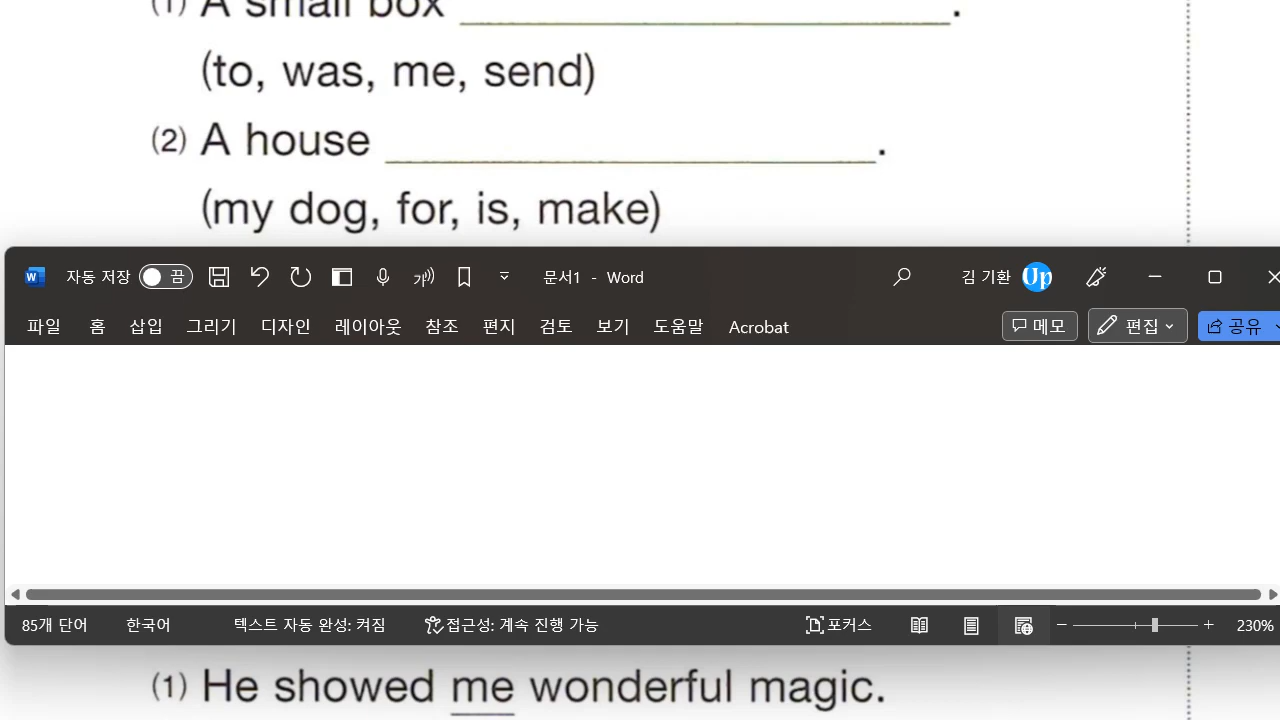 (1) A small box ______________.
(to, was, me, send)
(2) A house ______________.
(my dog, for, is, make)
자동 저장 끔 가 문서1 - Word 김 기환 Up
파일 홈 삽입 그리기 디자인 레이아웃 참조 편지 검토 보기 도움말 Acrobat 메모 편집 공유
85개 단어 한국어 텍스트 자동 완성: 켜짐 접근성: 계속 진행 가능 포커스 230%
(1) He showed me wonderful magic.